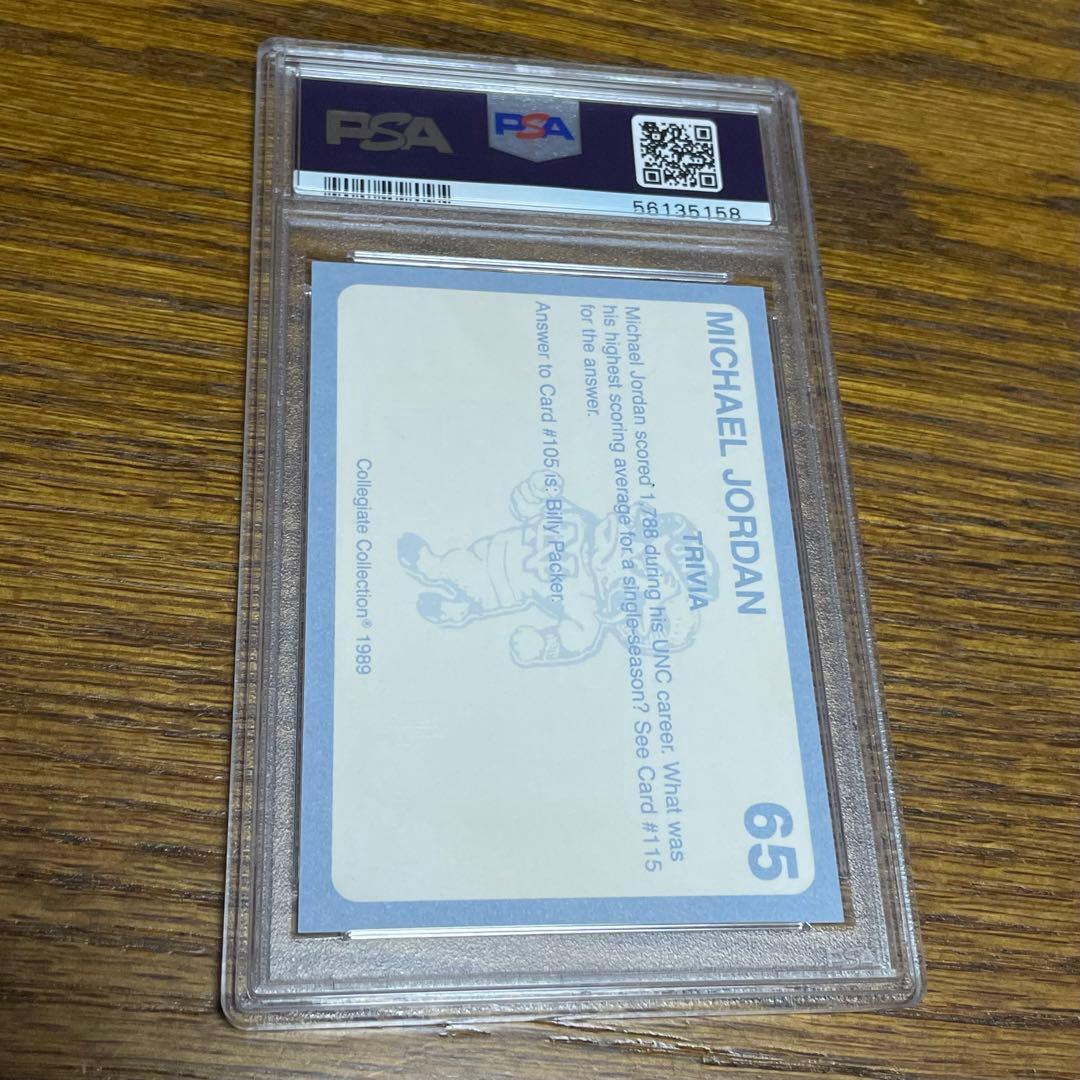 PSA
PSA
56135158
MICHAEL JORDAN
65
TRIVIA
Michael Jordan scored 1,788 during his UNC career. What was
his highest scoring average for a single-season? See Card #115
for the answer.
Answer to Card #105 is: Billy Packer.
Collegiate Collection® 1989